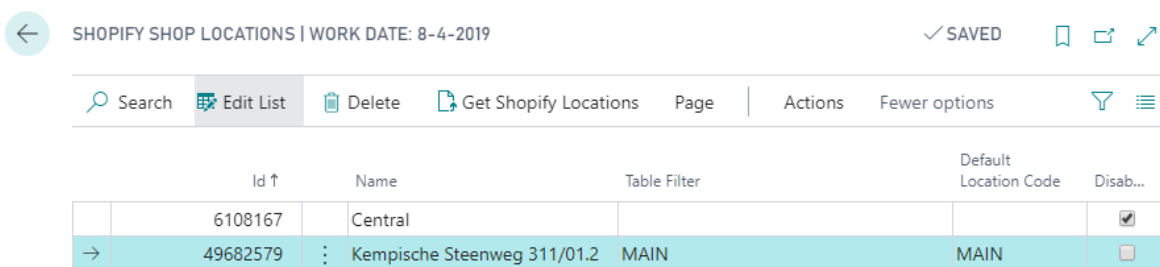 SHOPIFY SHOP LOCATIONS | WORK DATE: 8-4-2019 SAVED
Search Edit List Delete Get Shopify Locations Page Actions Fewer options
Id ↑ Name Table Filter Default Location Code Disab...
6108167 Central
49682579 Kempische Steenweg 311/01.2 MAIN MAIN